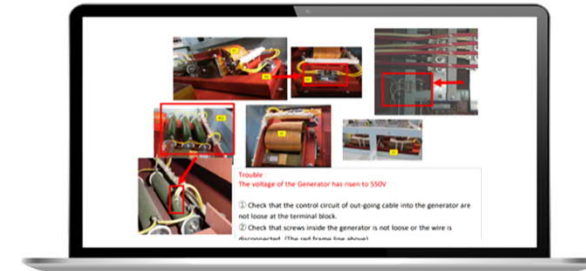 Trouble
The voltage of the Generator has risen to 550V
① Check that the control circuit of out-going cable into the generator are
not loose at the terminal block.
② Check that screws inside the generator is not loose or the wire is
disconnected. (The red frame line above)